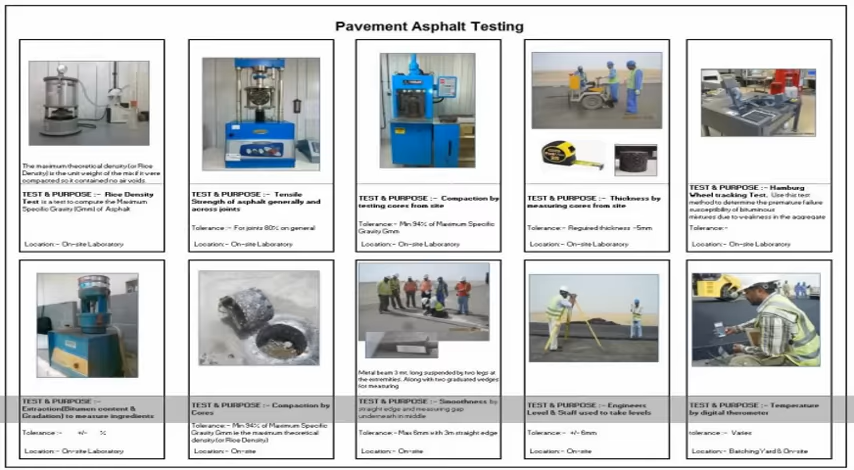 Pavement Asphalt Testing
The maximum theoretical density (or Rice
Density) is the unit weight of the mix if it were
compacted so it contained no air voids.
TEST & PURPOSE :- Rice Density
Test is a test to compute the Maximum
Specific Gravity (Gmm) of Asphalt
Location:- On-site Laboratory
TEST & PURPOSE :- Tensile
Strength of asphalt generally and
across joints
Tolerance:- For joints 80% on general
Location:- On-site Laboratory
TEST & PURPOSE :- Compaction by
testing cores from site
Tolerance:- Min 94% of Maximum Specific
Gravity Gmm
Location:- On-site Laboratory
TEST & PURPOSE :- Thickness by
measuring cores from site
Tolerance:- Required thickness -5mm
Location:- On-site Laboratory
TEST & PURPOSE :- Hamburg
Wheel tracking Test, Use this test
method to determine the premature failure
susceptibility of bituminous
mixtures due to weakness in the aggregate
Tolerance:-
Location:- On-site Laboratory
TEST & PURPOSE :-
Extraction(Bitumen content &
Gradation) to measure ingredients
Tolerance:- +/- %
Location:- On-site Laboratory
TEST & PURPOSE :- Compaction by
Cores
Tolerance:- Min 94% of Maximum Specific
Gravity Gmm is the maximum theoretical
density (or Rice Density)
Location:- On-site
Metal beam 3 mt. long suspended by two legs at
the extremities. Along with two graduated wedges
for measuring
TEST & PURPOSE :- Smoothness by
straight edge and measuring gap
underneath in middle
Tolerance:- Max 6mm with 3m straight edge
Location:- On-site
TEST & PURPOSE :- Engineers
Level & Staff used to take levels
Tolerance:- +/-6mm
Location:- On-site
TEST & PURPOSE :- Temperature
by digital thermometer
tolerance:- Varies
Location:- Batching Yard & On-site